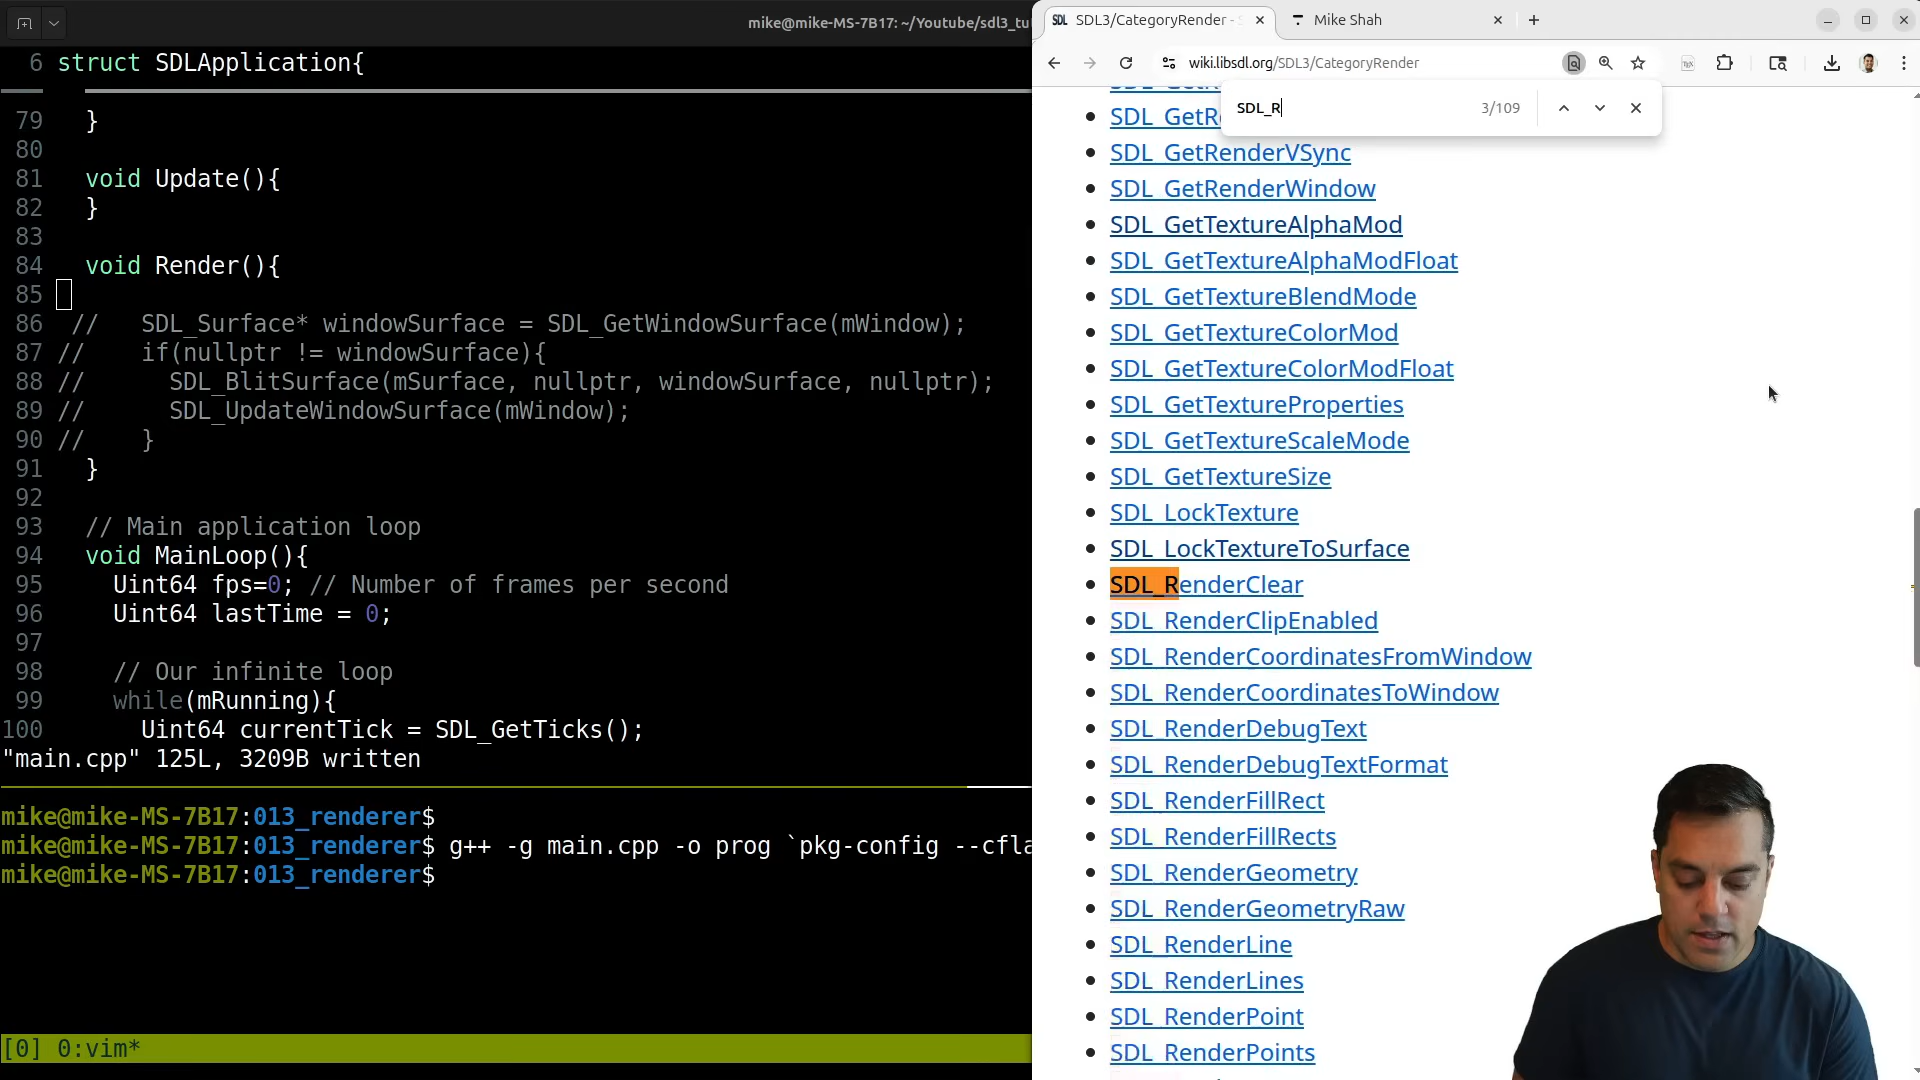 mike@mike-MS-7B17: ~/Youtube/sdl3_tu
6 struct SDLApplication{
79 }
80
81 void Update(){
82 }
83
84 void Render(){
85
86 // SDL_Surface* windowSurface = SDL_GetWindowSurface(mWindow);
87 // if(nullptr != windowSurface){
88 // SDL_BlitSurface(mSurface, nullptr, windowSurface, nullptr);
89 // SDL_UpdateWindowSurface(mWindow);
90 // }
91 }
92
93 // Main application loop
94 void MainLoop(){
95 Uint64 fps=0; // Number of frames per second
96 Uint64 lastTime = 0;
97
98 // Our infinite loop
99 while(mRunning){
100 Uint64 currentTick = SDL_GetTicks();
"main.cpp" 125L, 3209B written
mike@mike-MS-7B17:013_renderer$
mike@mike-MS-7B17:013_renderer$ g++ -g main.cpp -o prog `pkg-config --cfla
mike@mike-MS-7B17:013_renderer$
[0] 0:vim*
SDL SDL3/CategoryRender - S
Mike Shah
wiki.libsdl.org/SDL3/CategoryRender
SDL_R 3/109
SDL_GetR
SDL_GetRenderVSync
SDL_GetRenderWindow
SDL_GetTextureAlphaMod
SDL_GetTextureAlphaModFloat
SDL_GetTextureBlendMode
SDL_GetTextureColorMod
SDL_GetTextureColorModFloat
SDL_GetTextureProperties
SDL_GetTextureScaleMode
SDL_GetTextureSize
SDL_LockTexture
SDL_LockTextureToSurface
SDL_RenderClear
SDL_RenderClipEnabled
SDL_RenderCoordinatesFromWindow
SDL_RenderCoordinatesToWindow
SDL_RenderDebugText
SDL_RenderDebugTextFormat
SDL_RenderFillRect
SDL_RenderFillRects
SDL_RenderGeometry
SDL_RenderGeometryRaw
SDL_RenderLine
SDL_RenderLines
SDL_RenderPoint
SDL_RenderPoints